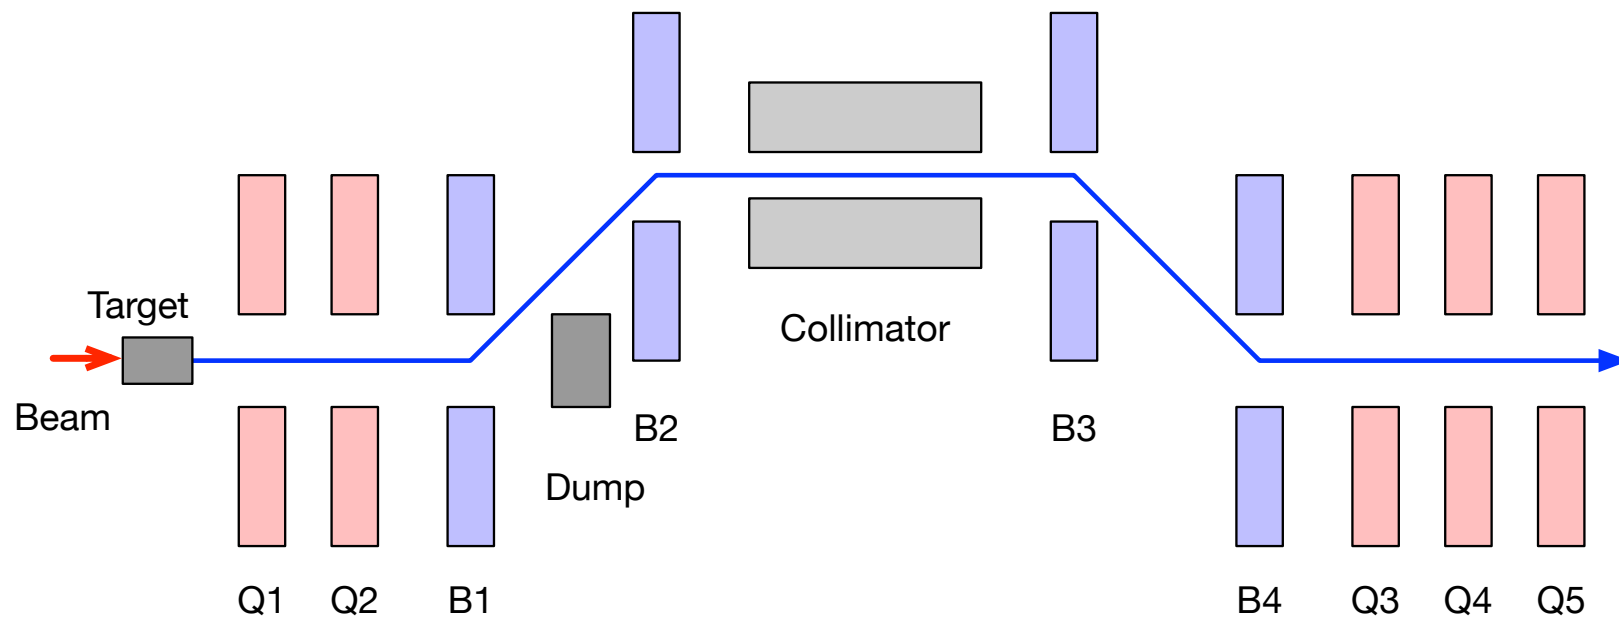 Target
Beam
Collimator
B2
B3
Dump
Q1
Q2
B1
B4
Q3
Q4
Q5